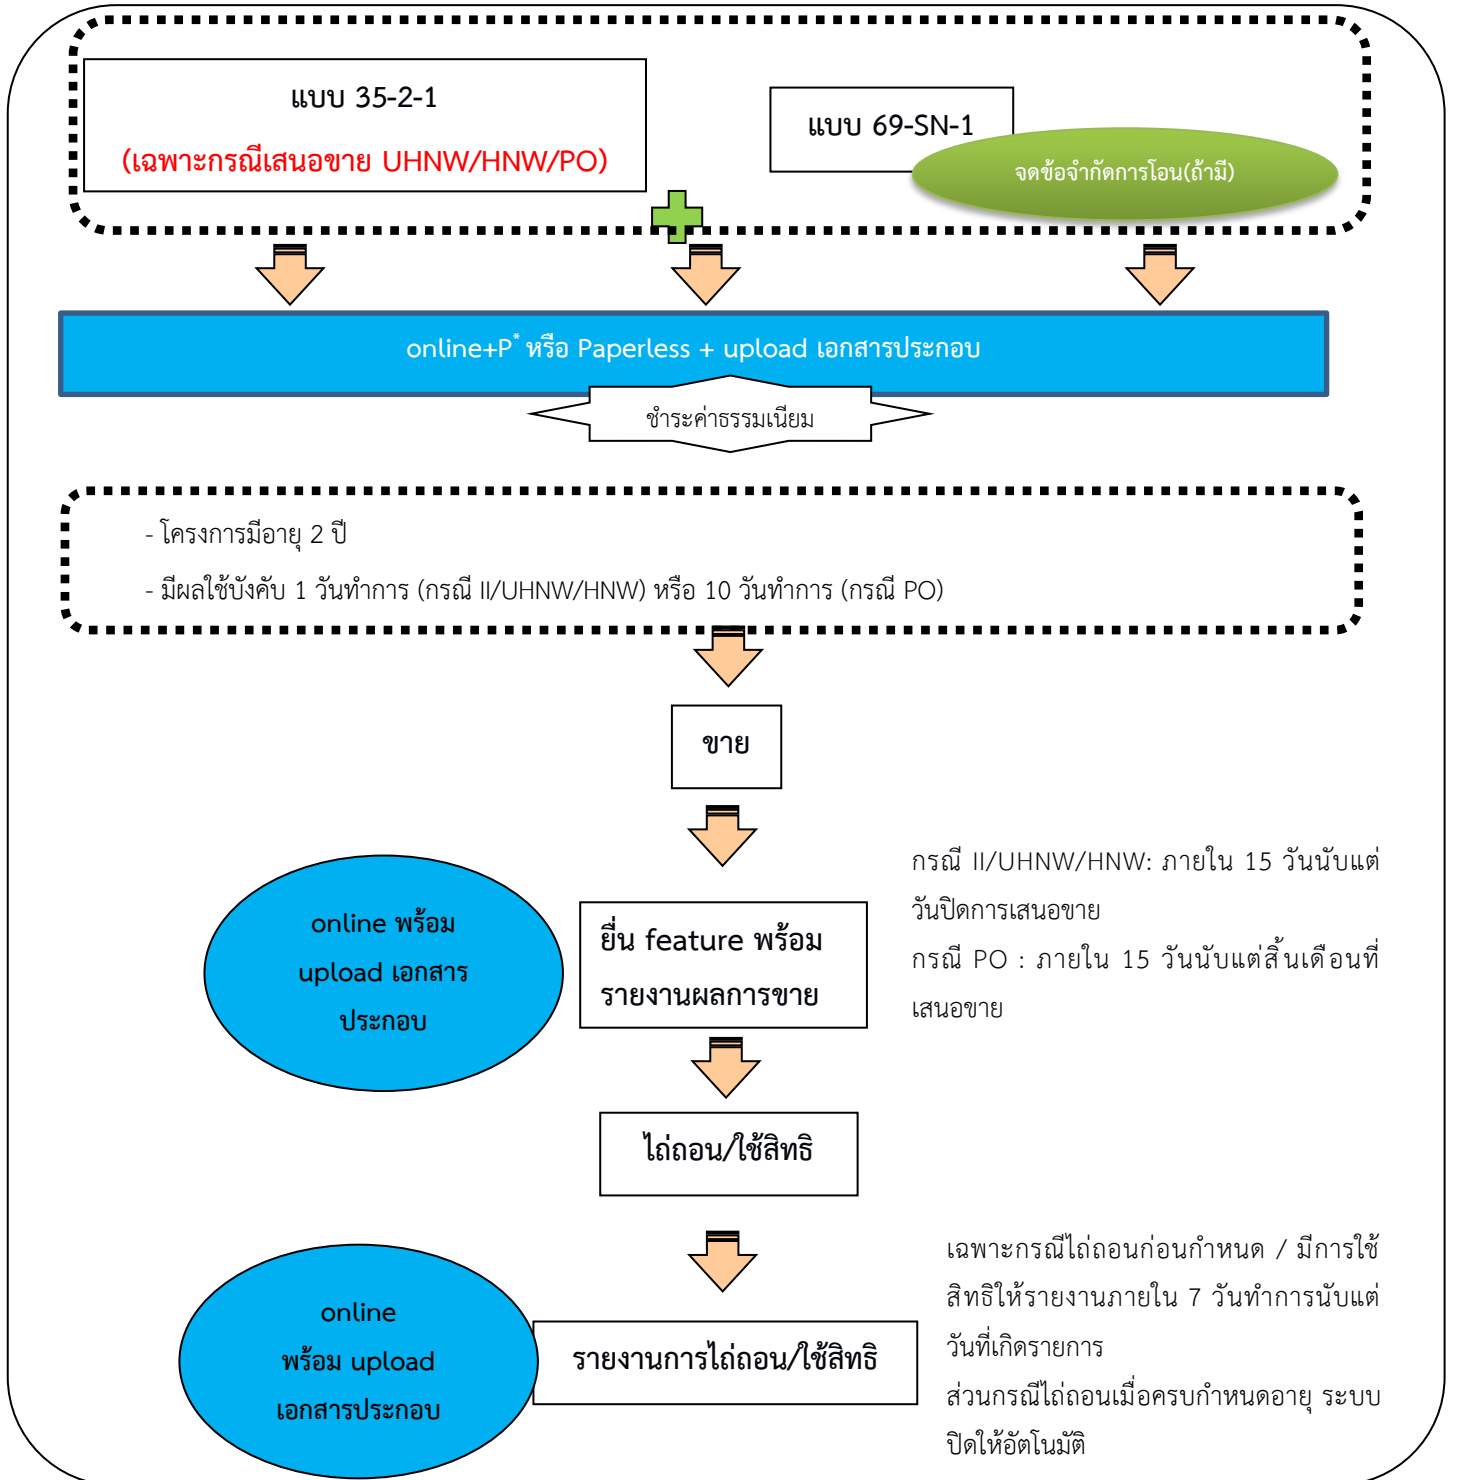 แบบ 35-2-1
(เฉพาะกรณีเสนอขาย UHNW/HNW/PO)
แบบ 69-SN-1
จดข้อจำกัดการโอน(ถ้ามี)
online+P* หรือ Paperless + upload เอกสารประกอบ
ชำระค่าธรรมเนียม
- โครงการมีอายุ 2 ปี
- มีผลใช้บังคับ 1 วันทำการ (กรณี II/UHNW/HNW) หรือ 10 วันทำการ (กรณี PO)
ขาย
online พร้อม
upload เอกสาร
ประกอบ
ยื่น feature พร้อม
รายงานผลการขาย
กรณี II/UHNW/HNW: ภายใน 15 วันนับแต่
วันปิดการเสนอขาย
กรณี PO : ภายใน 15 วันนับแต่สิ้นเดือนที่
เสนอขาย
ไถ่ถอน/ใช้สิทธิ
online
พร้อม upload
เอกสารประกอบ
รายงานการไถ่ถอน/ใช้สิทธิ
เฉพาะกรณีไถ่ถอนก่อนกำหนด / มีการใช้
สิทธิให้รายงานภายใน 7 วันทำการนับแต่
วันที่เกิดรายการ
ส่วนกรณีไถ่ถอนเมื่อครบกำหนดอายุ ระบบ
ปิดให้อัตโนมัติ